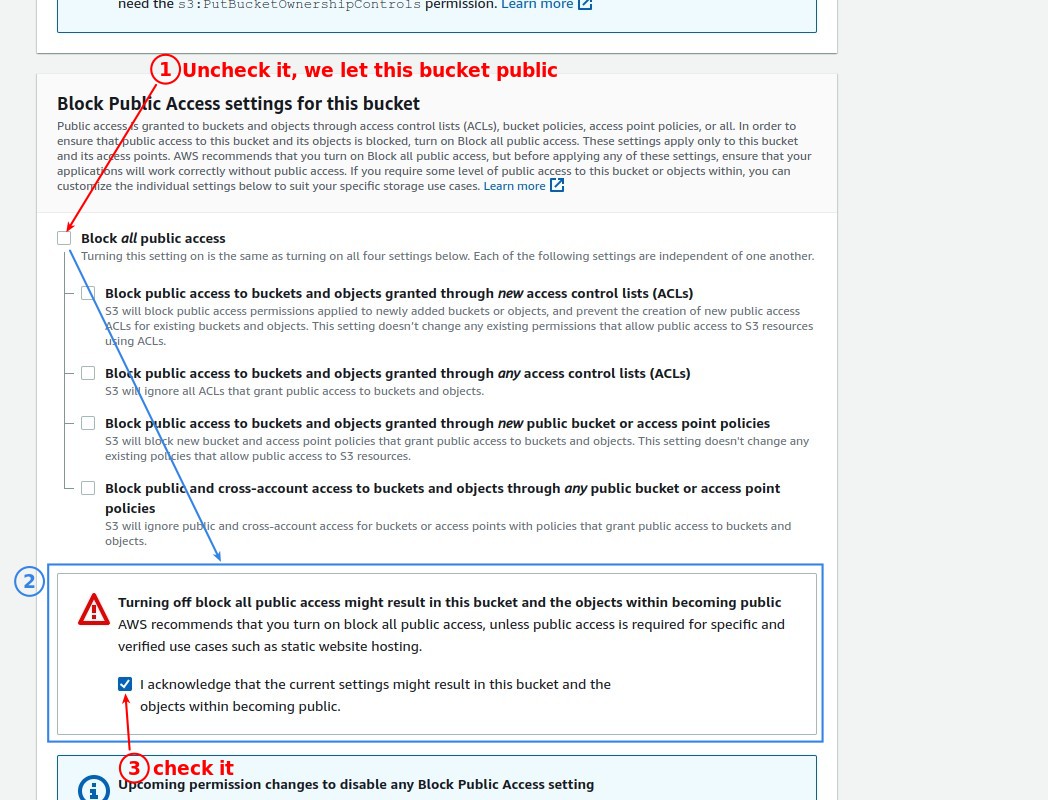 need the s3:PutBucketOwnershipControls permission. Learn more
1 Uncheck it, we let this bucket public
Block Public Access settings for this bucket
Public access is granted to buckets and objects through access control lists (ACLs), bucket policies, access point policies, or all. In order to
ensure that public access to this bucket and its objects is blocked, turn on Block all public access. These settings apply only to this bucket
and its access points. AWS recommends that you turn on Block all public access, but before applying any of these settings, ensure that your
applications will work correctly without public access. If you require some level of public access to this bucket or objects within, you can
customize the individual settings below to suit your specific storage use cases. Learn more
Block all public access
Turning this setting on is the same as turning on all four settings below. Each of the following settings are independent of one another.
Block public access to buckets and objects granted through new access control lists (ACLs)
S3 will block public access permissions applied to newly added buckets or objects, and prevent the creation of new public access
ACLs for existing buckets and objects. This setting doesn't change any existing permissions that allow public access to S3 resources
using ACLs.
Block public access to buckets and objects granted through any access control lists (ACLs)
S3 will ignore all ACLs that grant public access to buckets and objects.
Block public access to buckets and objects granted through new public bucket or access point policies
S3 will block new bucket and access point policies that grant public access to buckets and objects. This setting doesn't change any
existing policies that allow public access to S3 resources.
Block public and cross-account access to buckets and objects through any public bucket or access point
policies
S3 will ignore public and cross-account access for buckets or access points with policies that grant public access to buckets and
objects.
2
Turning off block all public access might result in this bucket and the objects within becoming public
AWS recommends that you turn on block all public access, unless public access is required for specific and
verified use cases such as static website hosting.
I acknowledge that the current settings might result in this bucket and the
objects within becoming public.
3 check it
Upcoming permission changes to disable any Block Public Access setting